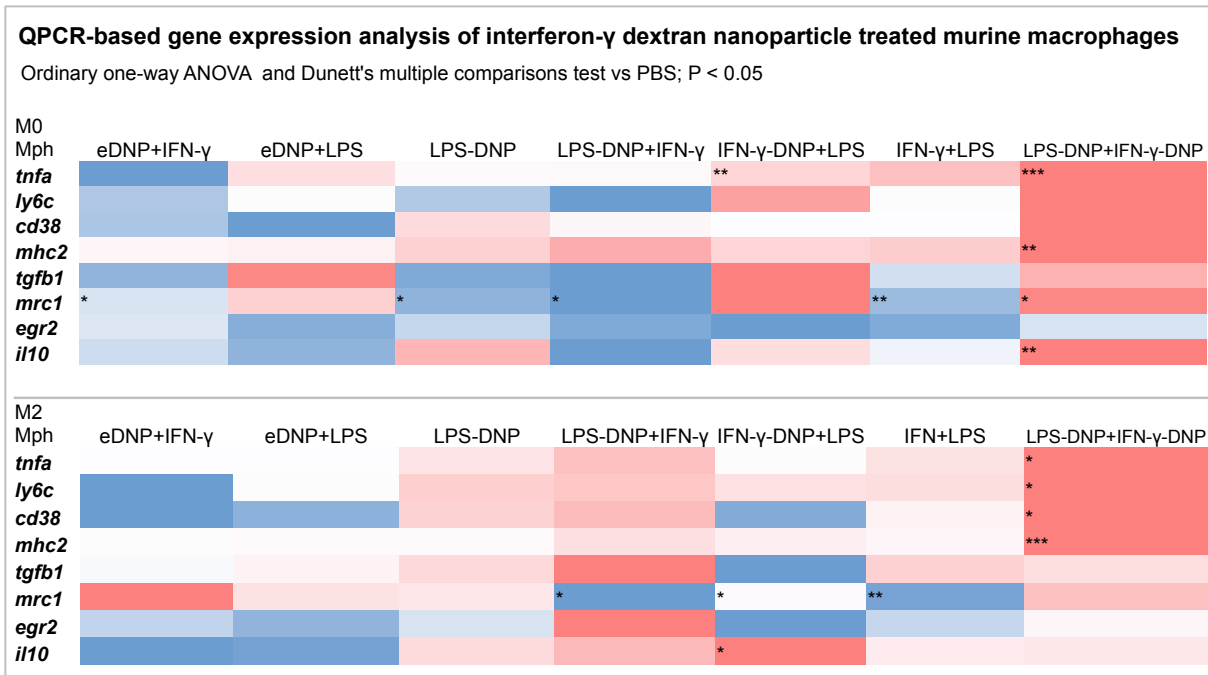 QPCR-based gene expression analysis of interferon-γ dextran nanoparticle treated murine macrophages
Ordinary one-way ANOVA and Dunett's multiple comparisons test vs PBS; P < 0.05
M0
Mph eDNP+IFN-γ eDNP+LPS LPS-DNP LPS-DNP+IFN-γ IFN-γ-DNP+LPS IFN-γ+LPS LPS-DNP+IFN-γ-DNP
tnfa ** ***
ly6c
cd38
mhc2 **
tgfb1
mrc1 * * * ** *
egr2
il10 **
M2
Mph eDNP+IFN-γ eDNP+LPS LPS-DNP LPS-DNP+IFN-γ IFN-γ-DNP+LPS IFN+LPS LPS-DNP+IFN-γ-DNP
tnfa *
ly6c *
cd38 *
mhc2 ***
tgfb1
mrc1 * * **
egr2
il10 *